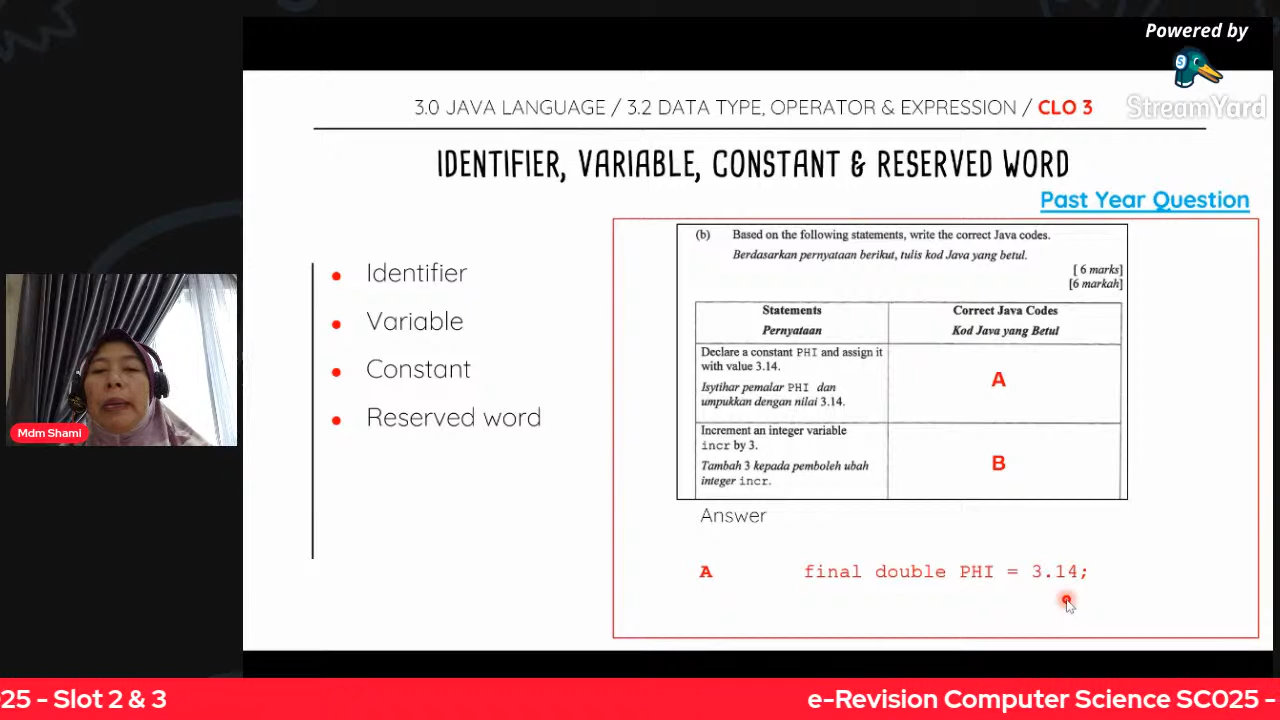 Powered by
StreamYard
3.0 JAVA LANGUAGE / 3.2 DATA TYPE, OPERATOR & EXPRESSION / CLO 3
IDENTIFIER, VARIABLE, CONSTANT & RESERVED WORD
Past Year Question
Identifier
Variable
Constant
Reserved word
(b) Based on the following statements, write the correct Java codes.
Berdasarkan pernyataan berikut, tulis kod Java yang betul.
[ 6 marks]
[6 markah]
Statements
Pernyataan
Correct Java Codes
Kod Java yang Betul
Declare a constant PHI and assign it
with value 3.14.
Isytihar pemalar PHI dan
umpukkan dengan nilai 3.14.
A
Increment an integer variable
incr by 3.
Tambah 3 kepada pemboleh ubah
integer incr.
B
Answer
A final double PHI = 3.14;
Mdm Shami
25 - Slot 2 & 3
e-Revision Computer Science SC025 -